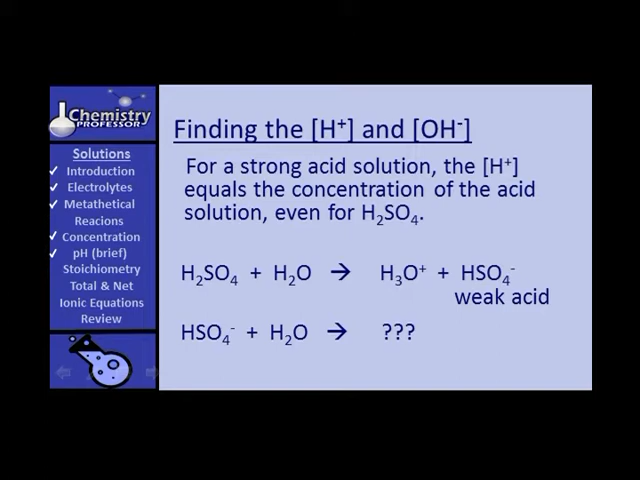 Chemistry
PROFESSOR
Solutions
Introduction
Electrolytes
Metathetical
Reacions
Concentration
pH (brief)
Stoichiometry
Total & Net
Ionic Equations
Review
Finding the [H⁺] and [OH⁻]
For a strong acid solution, the [H⁺]
equals the concentration of the acid
solution, even for H₂SO₄.
H₂SO₄ + H₂O → H₃O⁺ + HSO₄⁻
weak acid
HSO₄⁻ + H₂O → ???